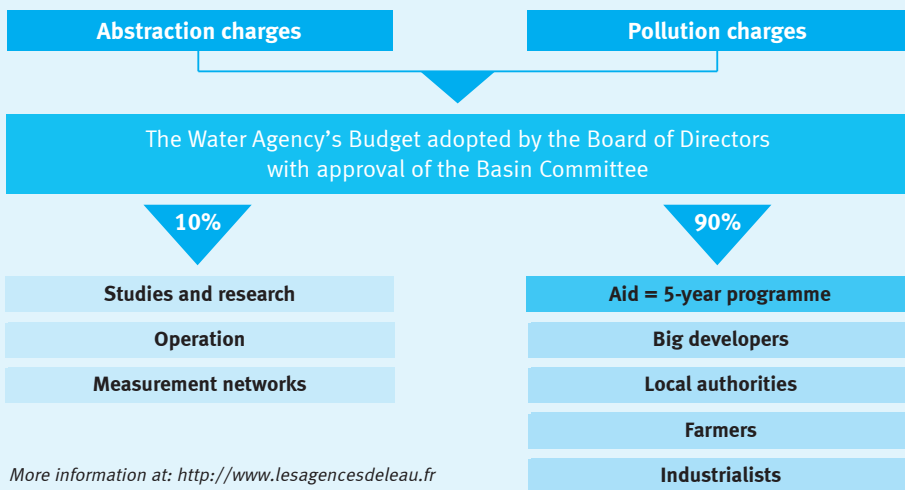 Abstraction charges
Pollution charges
The Water Agency’s Budget adopted by the Board of Directors
with approval of the Basin Committee
10%
90%
Studies and research
Operation
Measurement networks
Aid = 5-year programme
Big developers
Local authorities
Farmers
Industrialists
More information at: http://www.lesagencesdeleau.fr